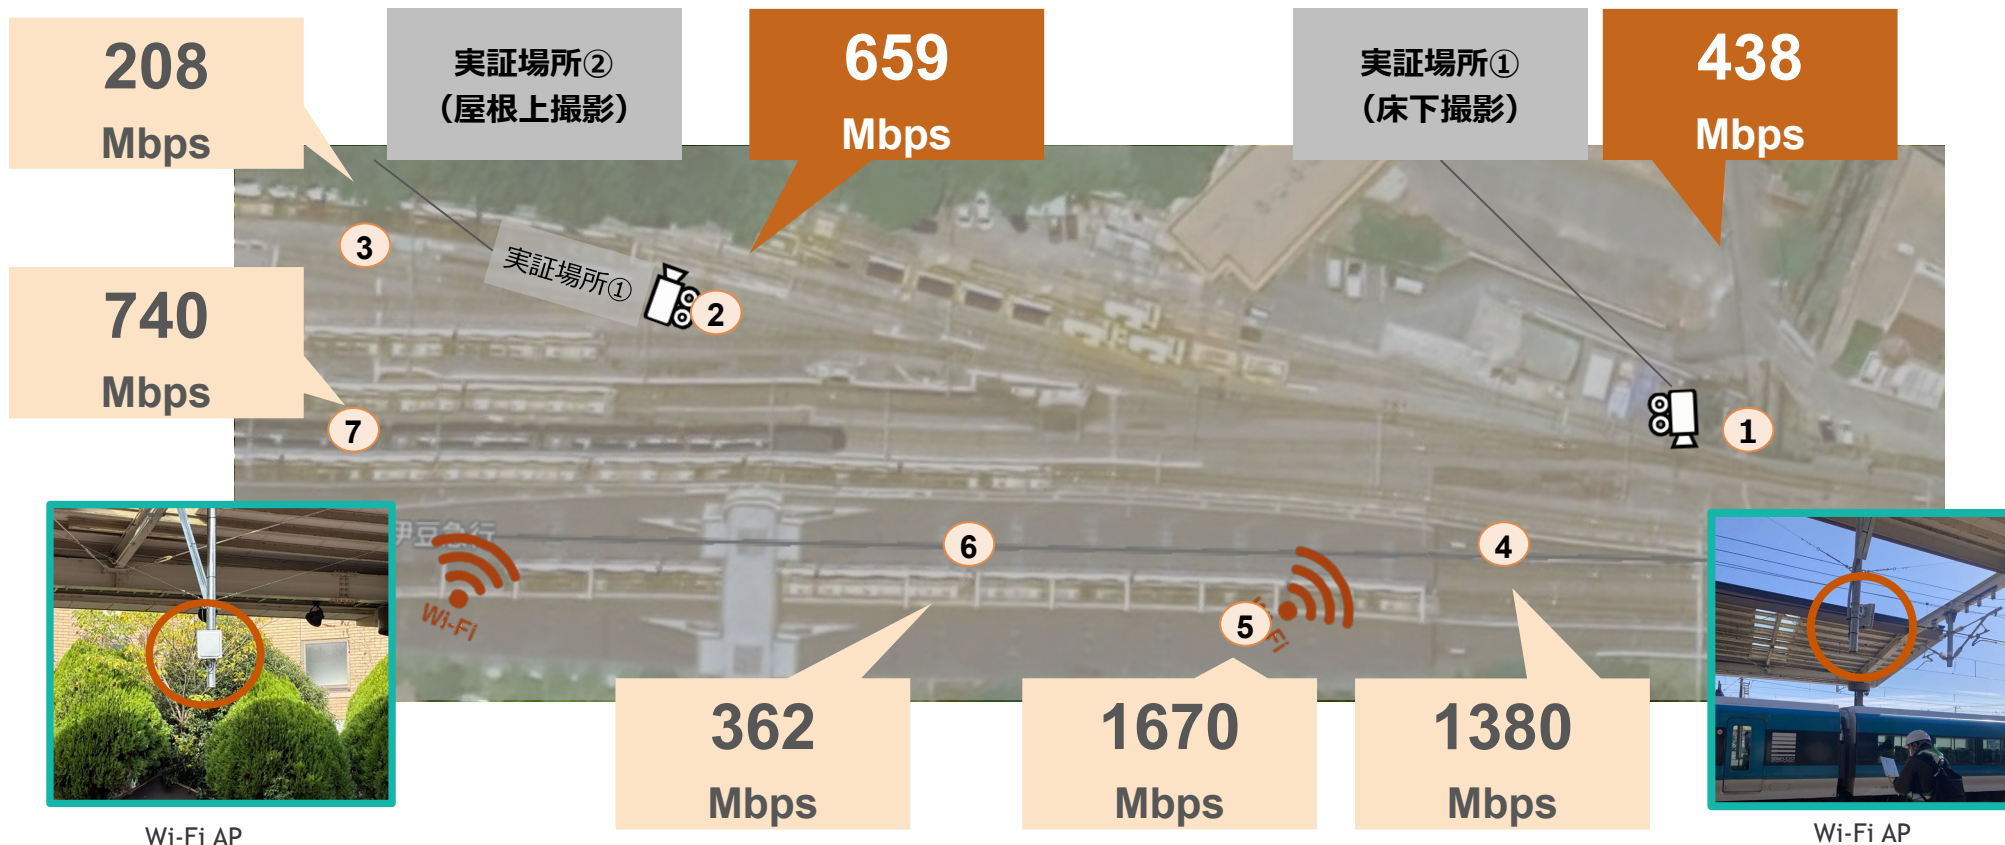 208
Mbps
実証場所②
(屋根上撮影)
659
Mbps
実証場所①
(床下撮影)
438
Mbps
3
実証場所①
2
740
Mbps
7
1
伊豆急行
6
4
Wi-Fi
5
Fi
362
Mbps
1670
Mbps
1380
Mbps
Wi-Fi AP
Wi-Fi AP